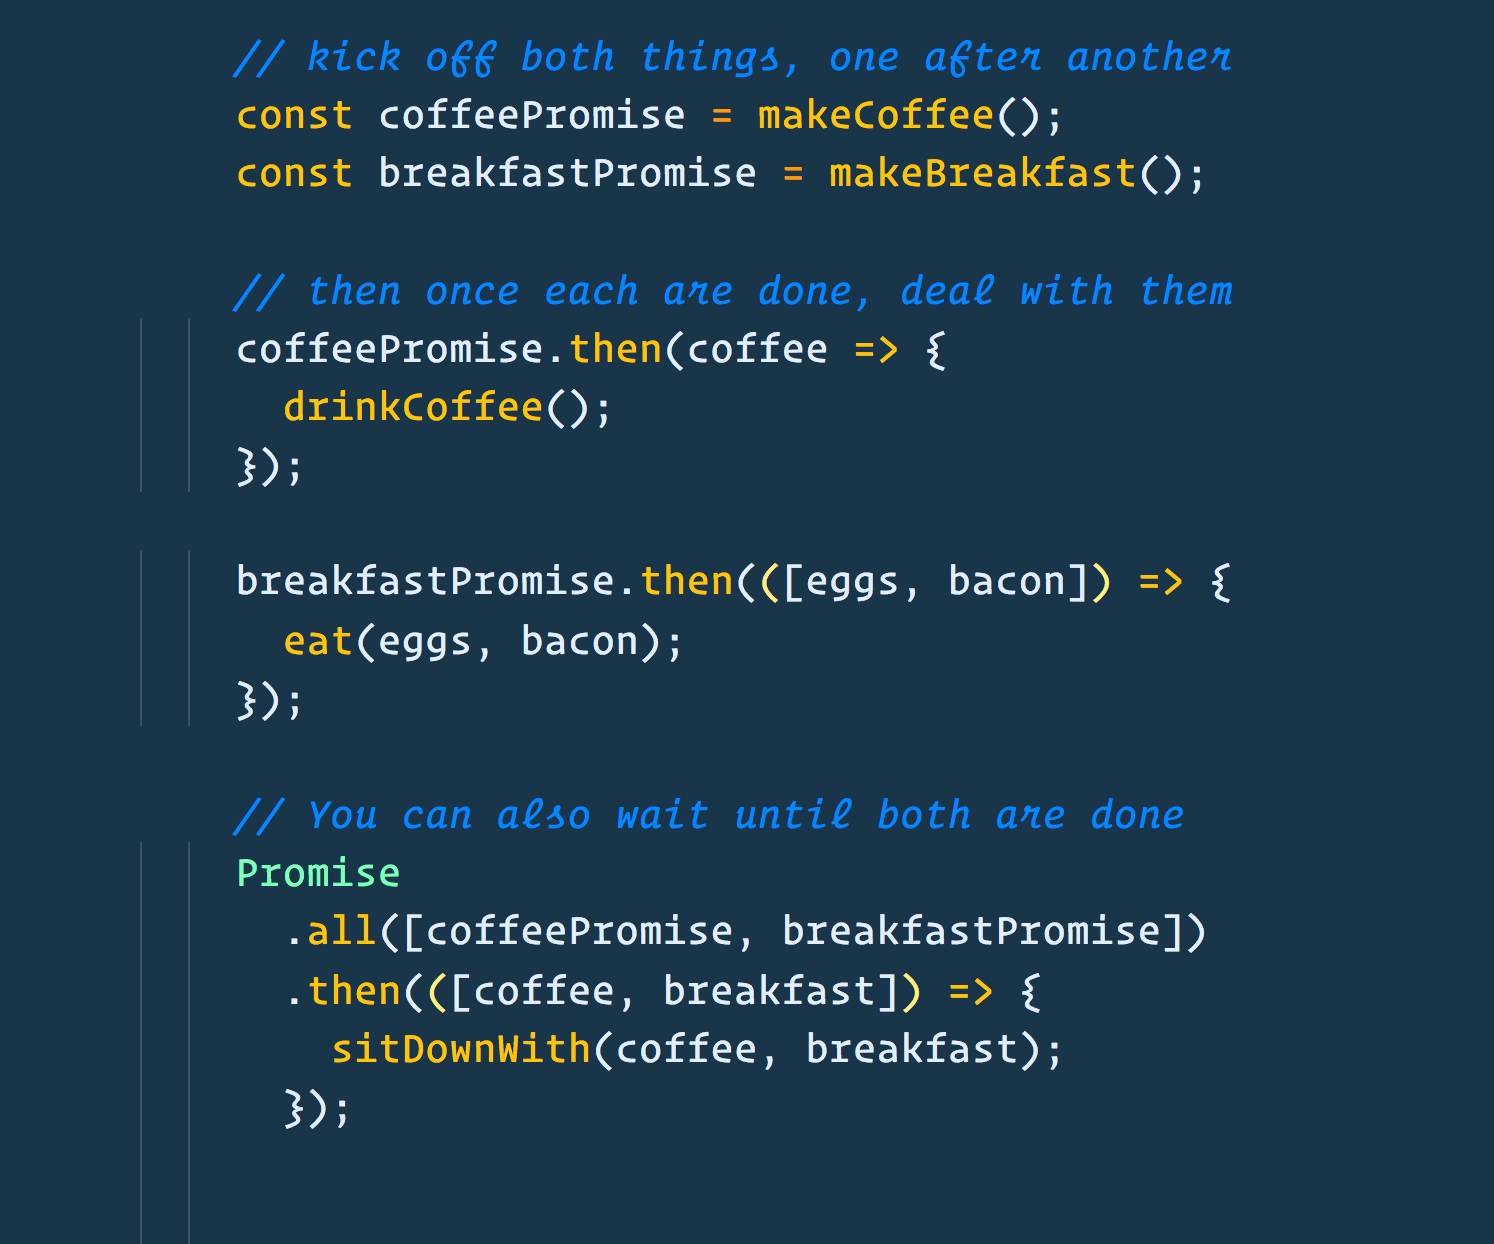 // kick off both things, one after another
const coffeePromise = makeCoffee();
const breakfastPromise = makeBreakfast();
// then once each are done, deal with them
coffeePromise.then(coffee => {
drinkCoffee();
});
breakfastPromise.then(([eggs, bacon]) => {
eat(eggs, bacon);
});
// You can also wait until both are done
Promise
.all([coffeePromise, breakfastPromise])
.then(([coffee, breakfast]) => {
sitDownWith(coffee, breakfast);
});